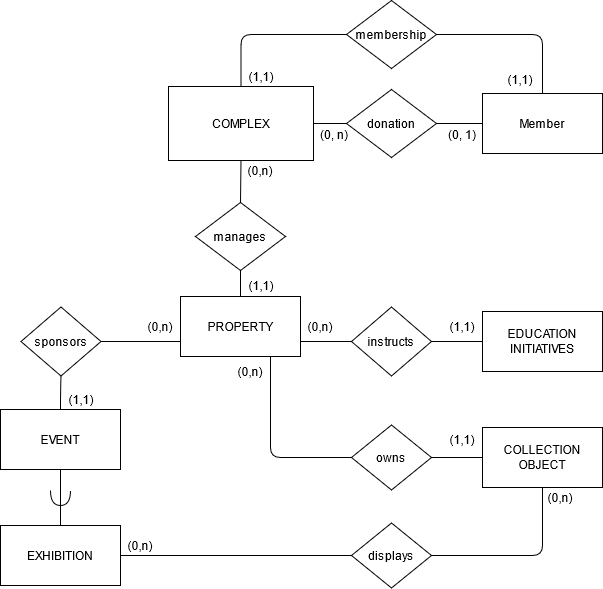 membership
(1,1)
(1,1)
COMPLEX
donation
Member
(0, n)
(0, 1)
(0,n)
manages
(1,1)
sponsors
(0,n)
PROPERTY
(0,n)
instructs
(1,1)
EDUCATION
INITIATIVES
(0,n)
(1,1)
EVENT
owns
(1,1)
COLLECTION
OBJECT
(0,n)
EXHIBITION
(0,n)
displays